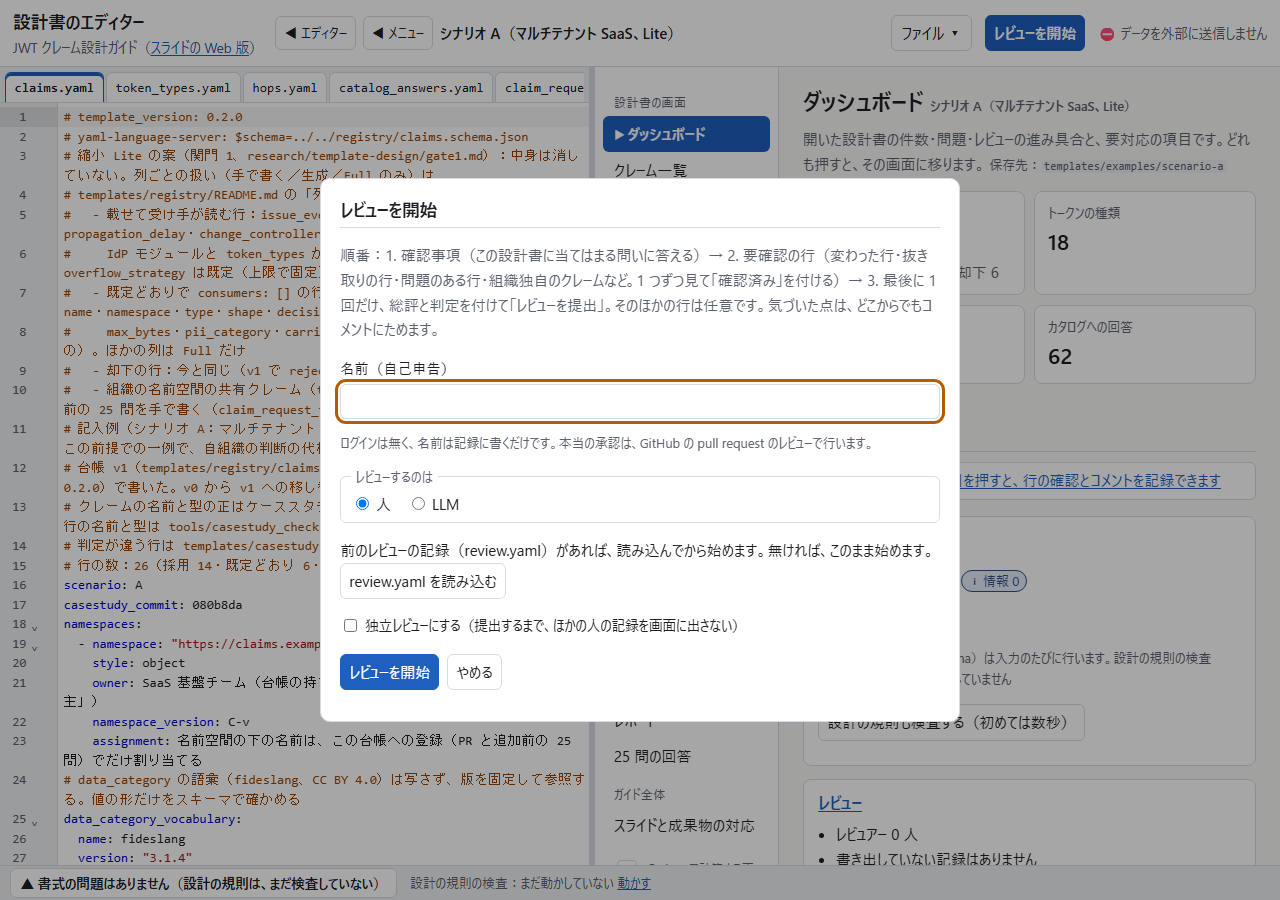 設計書のエディター
JWT クレーム設計ガイド（スライドの Web 版）
◀ エディター
◀ メニュー
シナリオ A（マルチテナント SaaS、Lite）
ファイル ▼
レビューを開始
データを外部に送信しません
claims.yaml
token_types.yaml
hops.yaml
catalog_answers.yaml
claim_reque
1 # template_version: 0.2.0
2 # yaml-language-server: $schema=../../registry/claims.schema.json
3 # 縮小 Lite の案（関門 1、research/template-design/gate1.md）：中身は消し
ていない。列ごとの扱い（手で書く／生成／Full のみ）は
4 # templates/registry/README.md の「列
5 #   - 載せて受け手が読む行：issue_eve
propagation_delay・change_controller
6 #     IdP モジュールと token_types か
overflow_strategy は既定（上限で固定
7 #   - 既定どおりで consumers: [] の行
name・namespace・type・shape・decisi
8 #     max_bytes・pii_category・carri
の）。ほかの列は Full だけ
9 #   - 却下の行：今と同じ（v1 で rejec
10 #   - 組織の名前空間の共有クレーム（t
前の 25 問を手で書く（claim_request_
11 # 記入例（シナリオ A：マルチテナント
この前提での一例で、自組織の判断の代わ
12 # 台帳 v1（templates/registry/claims
0.2.0）で書いた。v0 から v1 への移し
13 # クレームの名前と型の正はケーススタ
行の名前と型は tools/casestudy_check
14 # 判定が違う行は templates/casestudy
15 # 行の数：26（採用 14・既定どおり 6・
16 scenario: A
17 casestudy_commit: 080b8da
18 namespaces:
19   - namespace: "https://claims.examp
20     style: object
21     owner: SaaS 基盤チーム（台帳の持
主」）
22     namespace_version: C-v
23     assignment: 名前空間の下の名前は、この台帳への登録（PR と追加前の 25
問）でだけ割り当てる
24 # data_category の語彙（fideslang、CC BY 4.0）は写さず、版を固定して参照す
る。値の形だけをスキーマで確かめる
25 data_category_vocabulary:
26   name: fideslang
27   version: "3.1.4"
設計書の画面
▶ ダッシュボード
クレーム一覧
レポート
25 問の回答
ガイド全体
スライドと成果物の対応
ダッシュボード シナリオ A（マルチテナント SaaS、Lite）
開いた設計書の件数・問題・レビューの進み具合と、要対応の項目です。どれ
も押すと、その画面に移ります。保存先：templates/examples/scenario-a
却下 6
トークンの種類
18
カタログへの回答
62
を押すと、行の確認とコメントを記録できます
i 情報 0
）は入力のたびに行います。設計の規則の検査
ていません
設計の規則も検査する（初めては数秒）
レビュー
• レビュアー 0 人
• 書き出していない記録はありません
レビューを開始
順番：1. 確認事項（この設計書に当てはまる問いに答える）→ 2. 要確認の行（変わった行・抜き
取りの行・問題のある行・組織独自のクレームなど。1 つずつ見て「確認済み」を付ける）→ 3. 最後に 1
回だけ、総評と判定を付けて「レビューを提出」。そのほかの行は任意です。気づいた点は、どこからでもコ
メントにためます。
名前（自己申告）
ログインは無く、名前は記録に書くだけです。本当の承認は、GitHub の pull request のレビューで行います。
レビューするのは
人
LLM
前のレビューの記録（review.yaml）があれば、読み込んでから始めます。無ければ、このまま始めます。
review.yaml を読み込む
独立レビューにする（提出するまで、ほかの人の記録を画面に出さない）
レビューを開始
やめる
▲ 書式の問題はありません（設計の規則は、まだ検査していない）
設計の規則の検査：まだ動かしていない 動かす